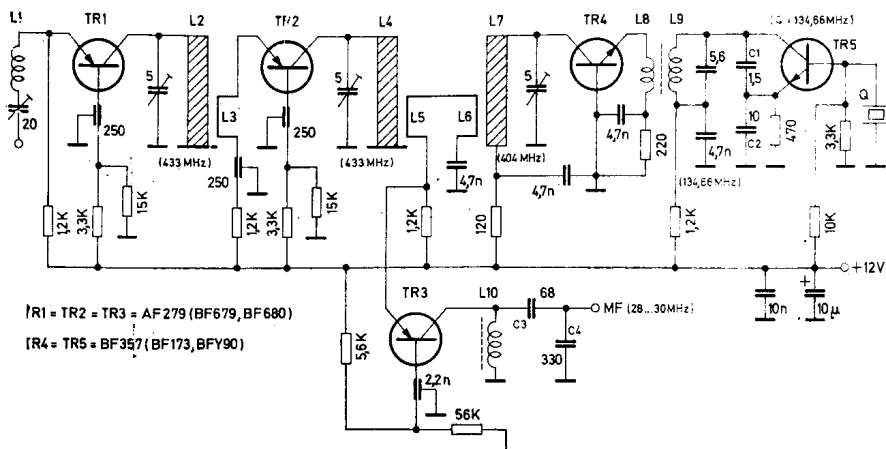 L1
TR1
L2
TR2
L4
L7
TR4
L8
L9
(Q=134,66MHz)
TR5
20
5
250
(433 MHz)
15K
1,2K
3,3K
L3
250
250
5
(433 MHz)
15K
1,2K
3,3K
L5
L6
4,7n
1,2K
(404 MHz)
5
4,7n
4,7n
120
220
5,6
C1
1,5
10
C2
4,7n
470
3,3K
Q
(134,66MHz)
1,2K
10K
+12V
10n
+
10µ
TR3
L10
68
C3
C4
330
MF (28...30MHz)
5,6K
2,2n
56K
TR1 = TR2 = TR3 = AF279 (BF679, BF680)
TR4 = TR5 = BF357 (BF173, BFY90)